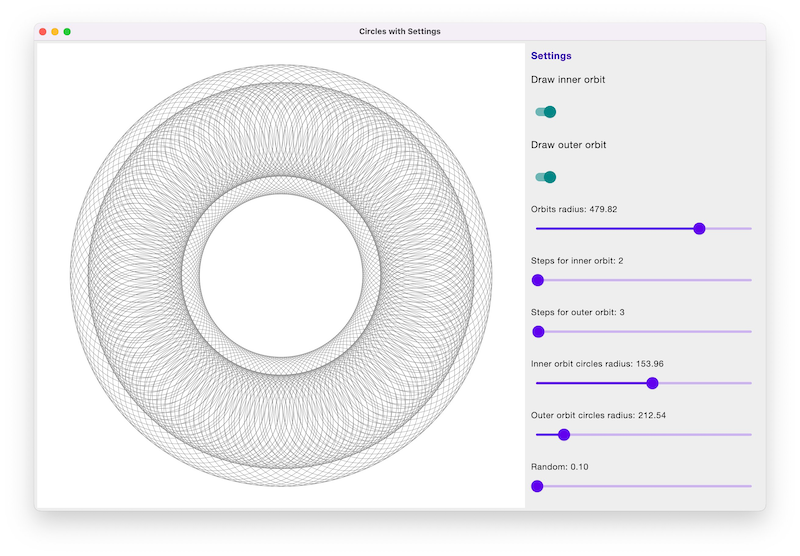 Circles with Settings
Settings
Draw inner orbit
Draw outer orbit
Orbits radius: 479.82
Steps for inner orbit: 2
Steps for outer orbit: 3
Inner orbit circles radius: 153.96
Outer orbit circles radius: 212.54
Random: 0.10